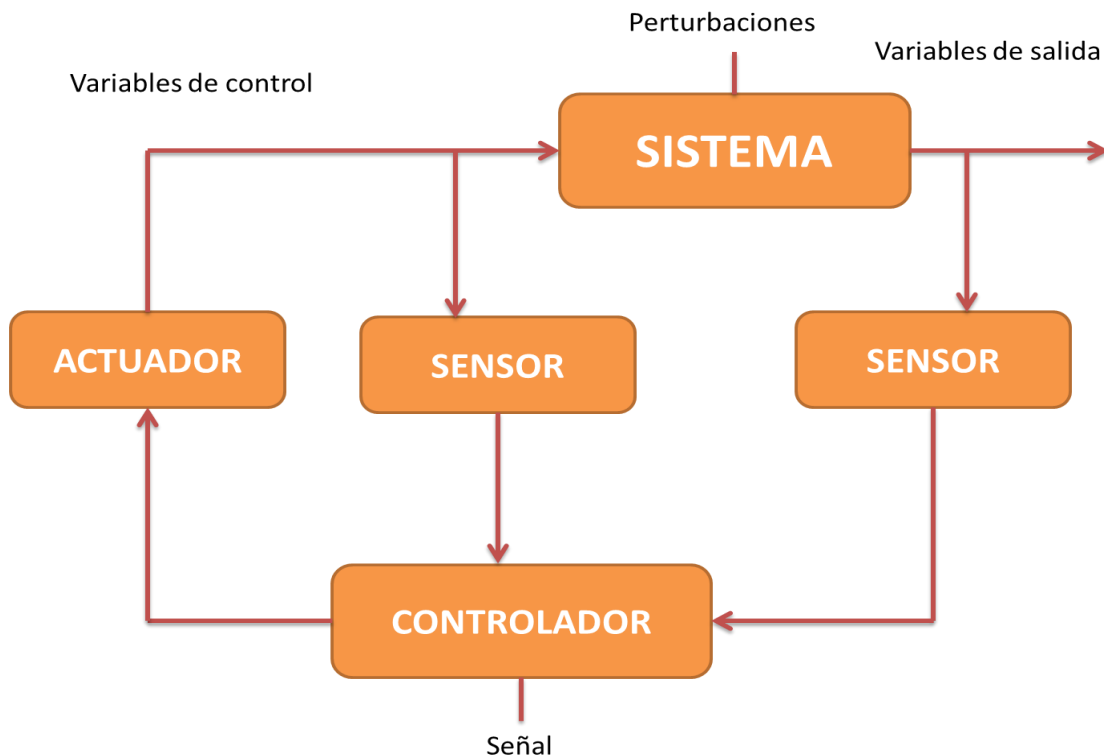 Perturbaciones
Variables de salida
Variables de control
SISTEMA
ACTUADOR
SENSOR
SENSOR
CONTROLADOR
Señal